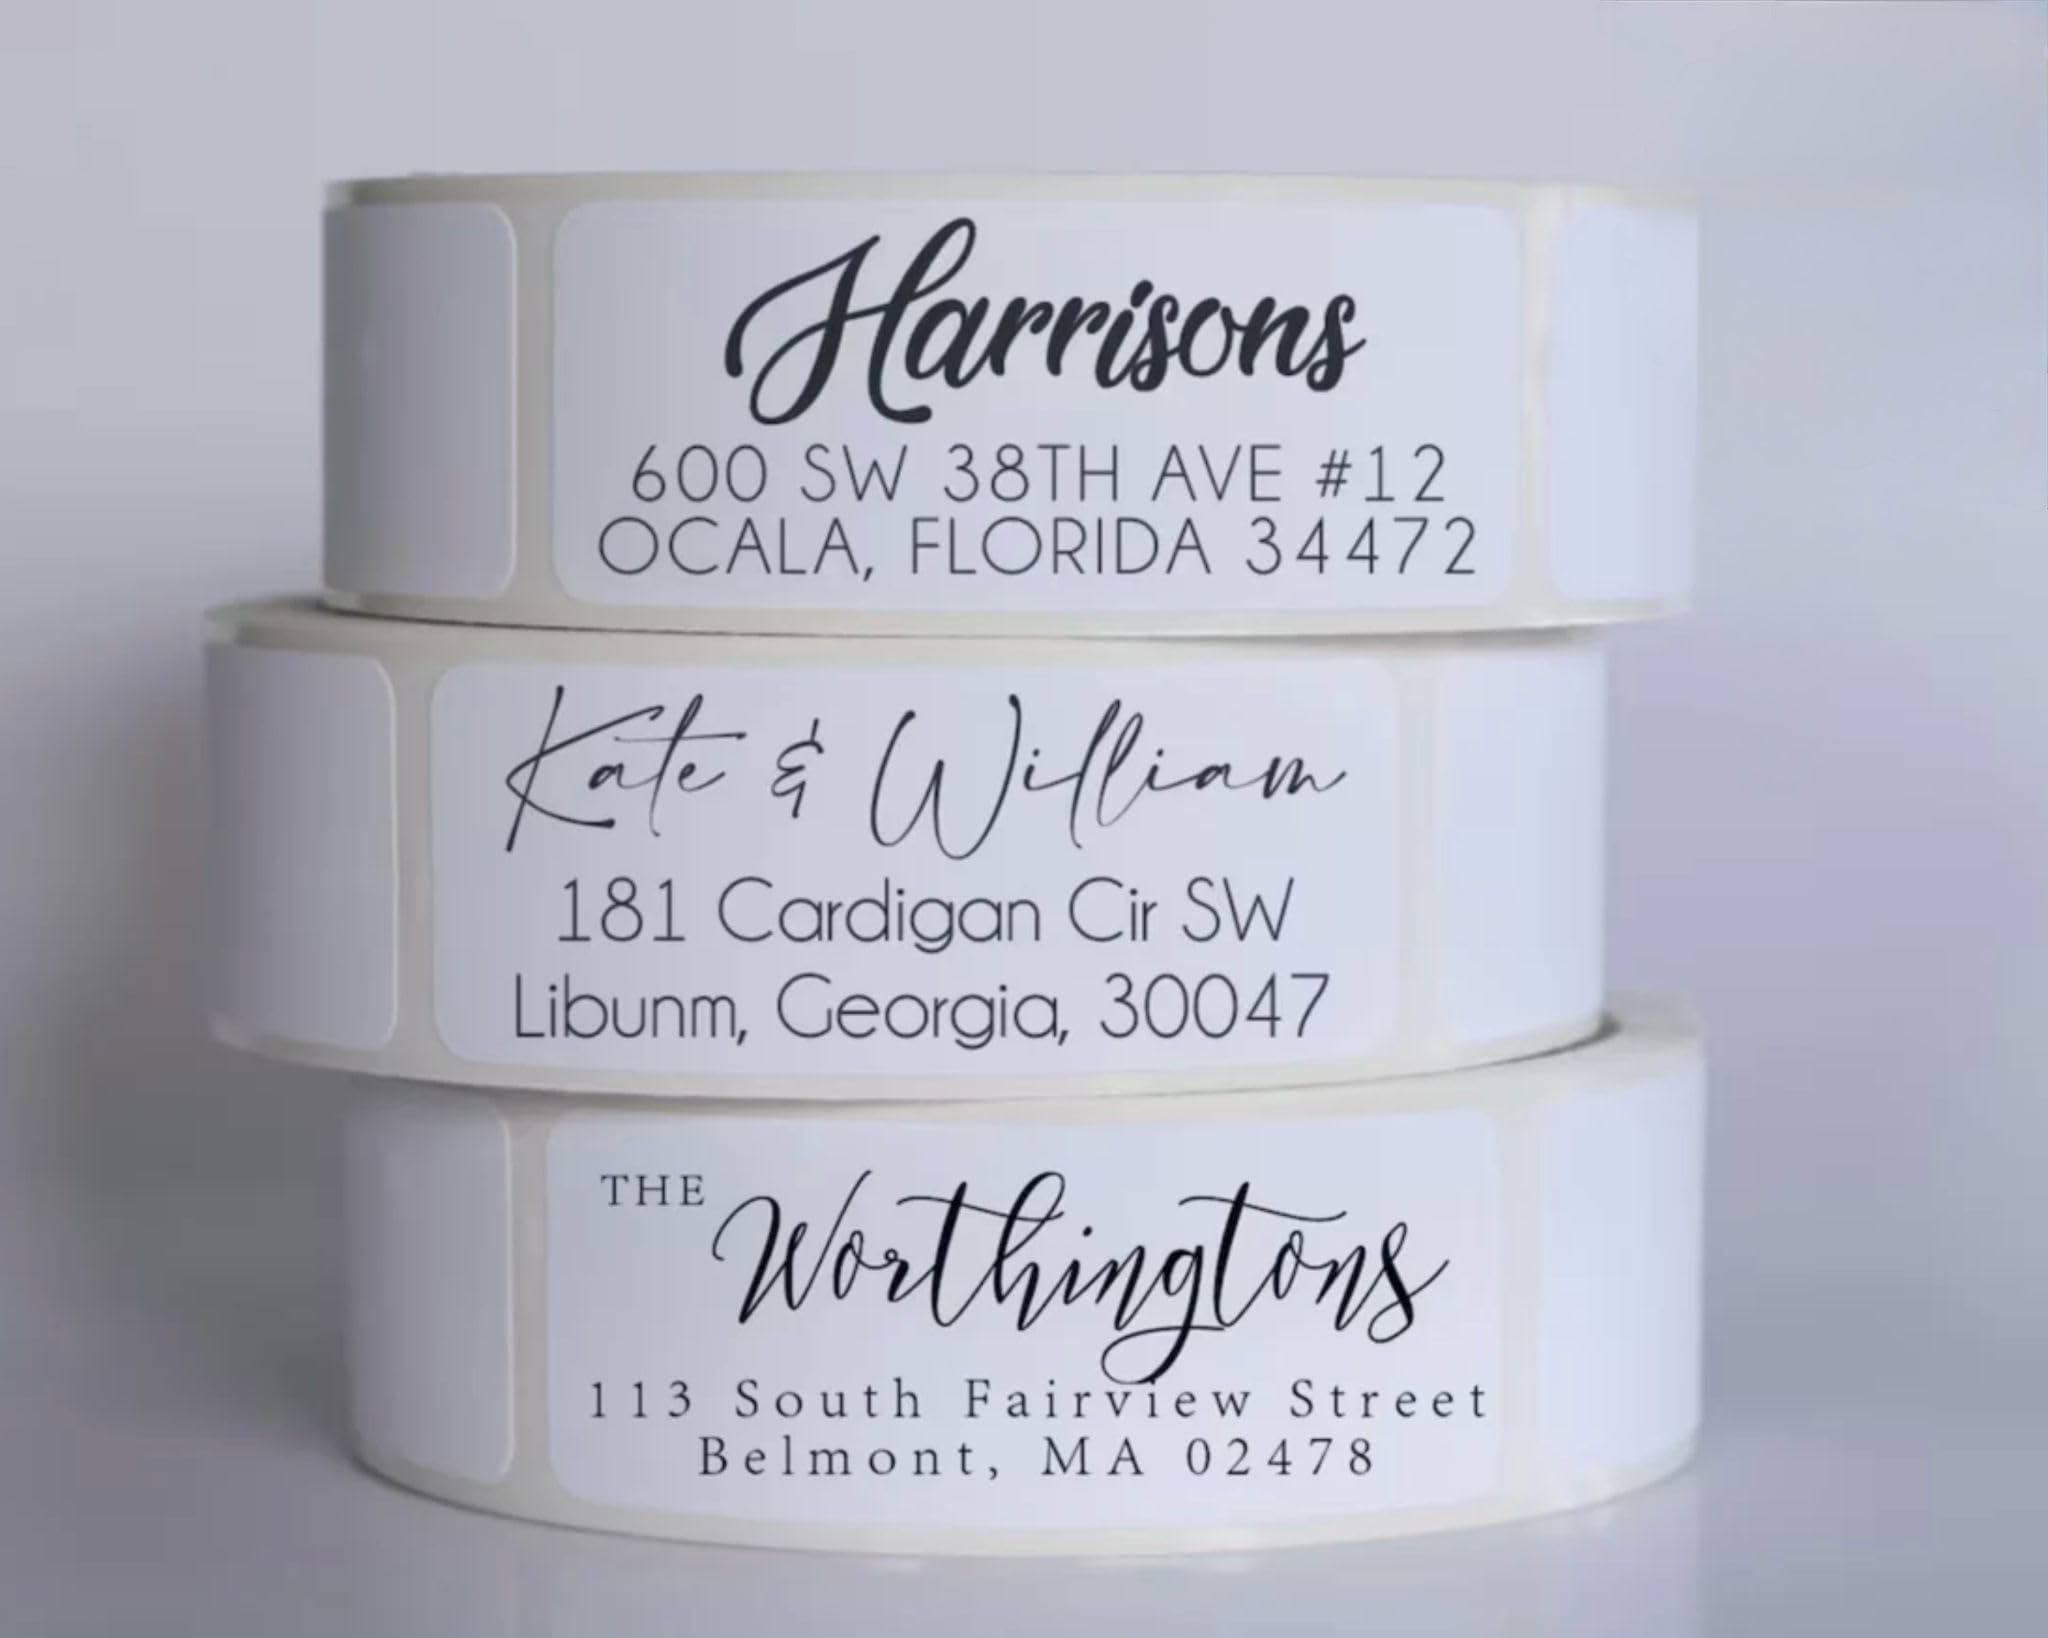 Harrisons
600 SW 38TH AVE #12
OCALA, FLORIDA 34472
Kate & William
181 Cardigan Cir SW
Libunm, Georgia, 30047
THE Worthingtons
113 South Fairview Street
Belmont, MA 02478